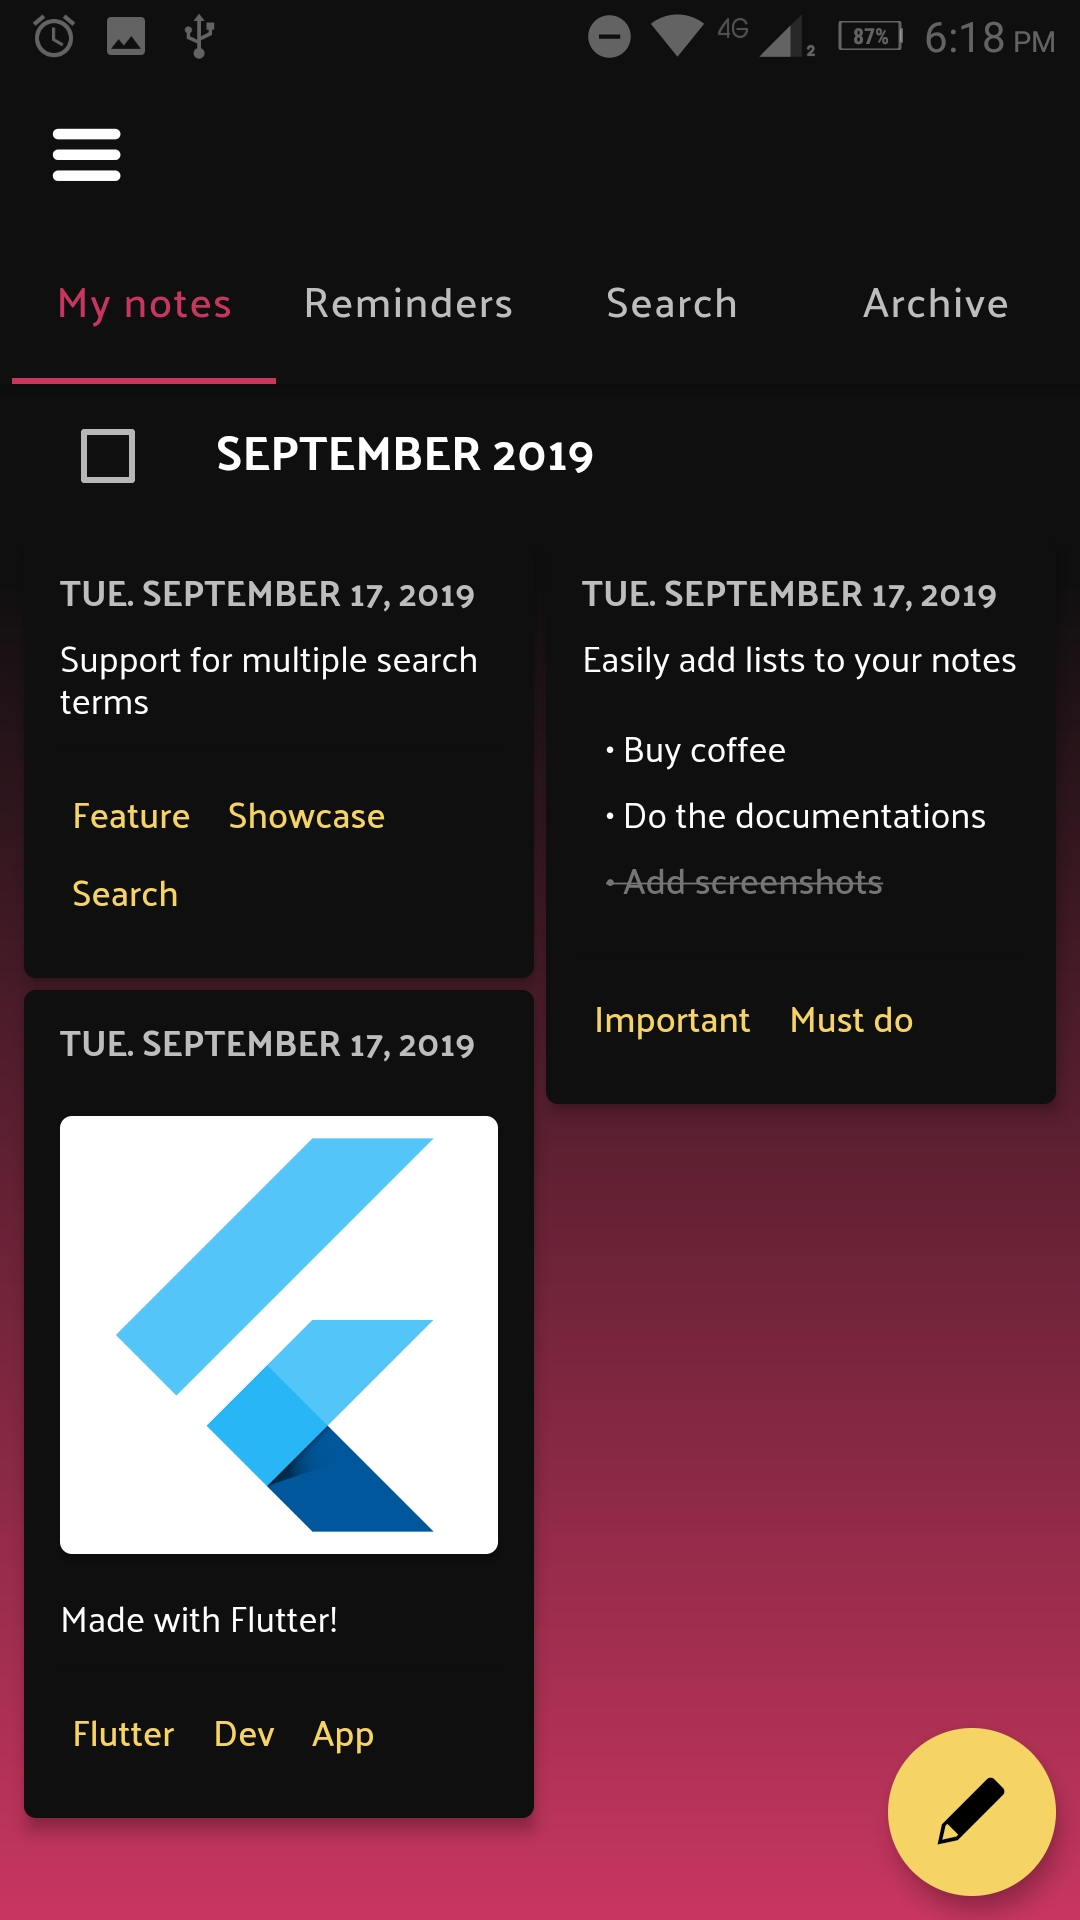 4G 2 87% 6:18 PM
My notes Reminders Search Archive
SEPTEMBER 2019
TUE. SEPTEMBER 17, 2019
Support for multiple search
terms
Feature Showcase
Search
TUE. SEPTEMBER 17, 2019
Easily add lists to your notes
• Buy coffee
• Do the documentations
• Add screenshots
Important Must do
TUE. SEPTEMBER 17, 2019
Made with Flutter!
Flutter Dev App